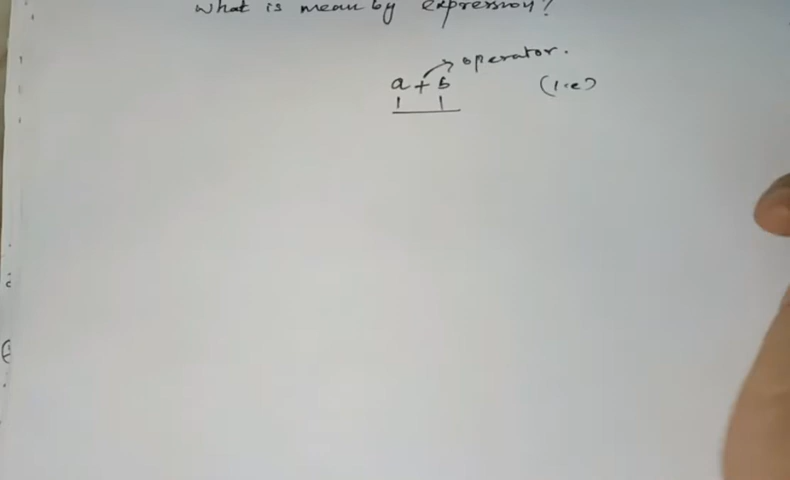 What is mean by expression?
operator.
a + b (i.e)